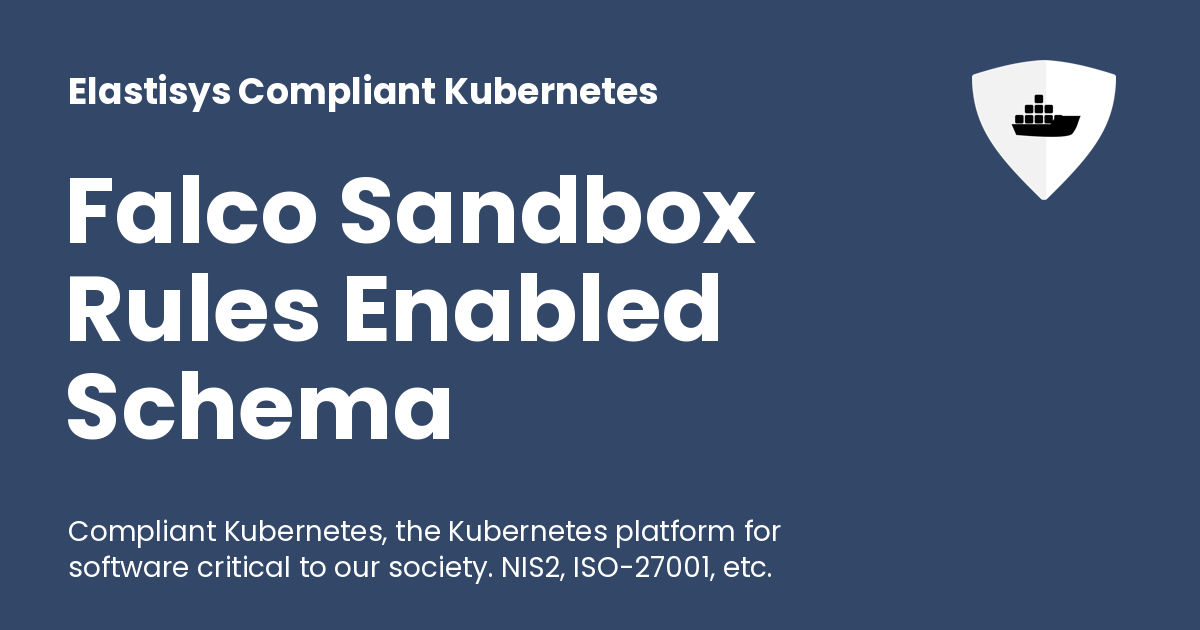 Elastisys Compliant Kubernetes
Falco Sandbox
Rules Enabled
Schema
Compliant Kubernetes, the Kubernetes platform for
software critical to our society. NIS2, ISO-27001, etc.